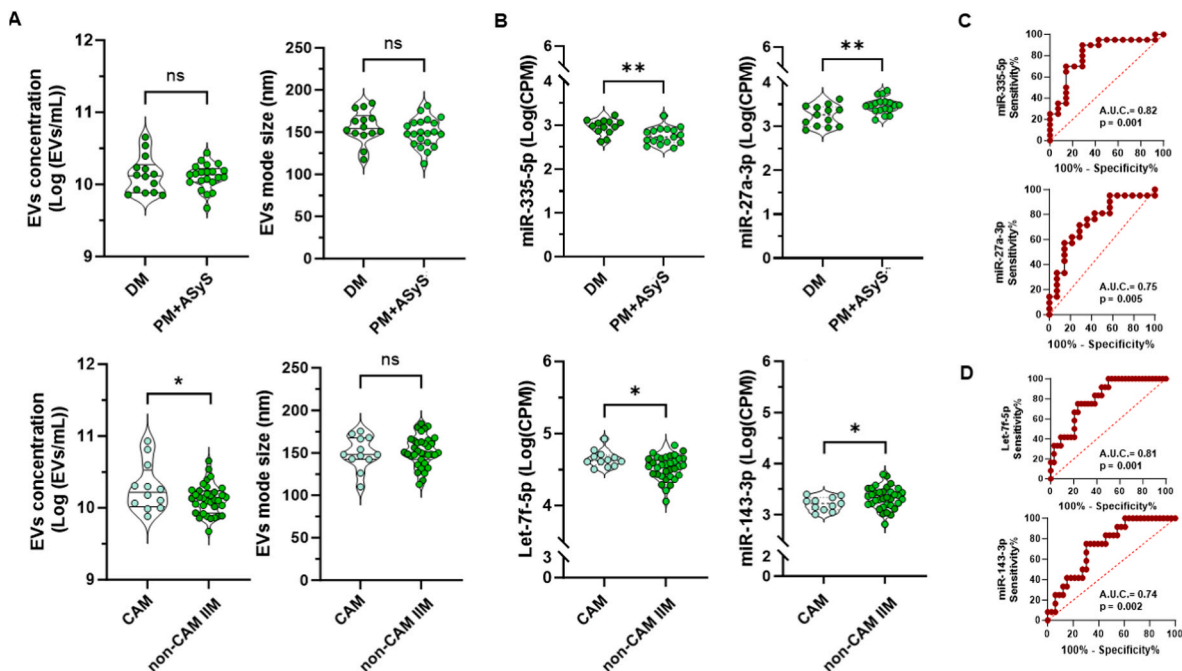 A
EVs concentration
(Log (EVs/mL))
12
11
10
9
ns
DM
PM+ASyS
EVs mode size (nm)
250
200
150
100
50
0
ns
DM
PM+ASyS
B
miR-335-5p (Log(CPM))
6
5
4
3
2
1
0
**
DM
PM+ASyS
miR-27a-3p (Log(CPM))
6
5
4
3
2
1
0
**
DM
PM+ASyS
C
miR-335-5p
Sensitivity%
100
80
60
40
20
0
A.U.C.= 0.82
p = 0.001
0 20 40 60 80 100
100% - Specificity%
miR-27a-3p
Sensitivity%
100
80
60
40
20
0
A.U.C.= 0.75
p = 0.005
0 20 40 60 80 100
100% - Specificity%
EVs concentration
(Log (EVs/mL))
12
11
10
9
*
CAM
non-CAM IIM
EVs mode size (nm)
250
200
150
100
50
0
ns
CAM
non-CAM IIM
Let-7f-5p (Log(CPM))
6
5
4
3
0
*
CAM
non-CAM IIM
miR-143-3p (Log(CPM))
6
5
4
3
2
0
*
CAM
non-CAM IIM
D
Let-7f-5p
Sensitivity%
100
80
60
40
20
0
A.U.C.= 0.81
p = 0.001
0 20 40 60 80 100
100% - Specificity%
miR-143-3p
Sensitivity%
100
80
60
40
20
0
A.U.C.= 0.74
p = 0.002
0 20 40 60 80 100
100% - Specificity%